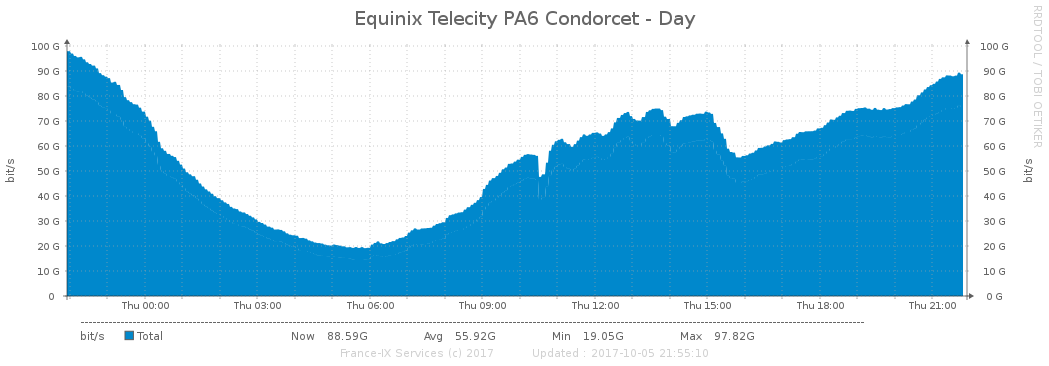 Equinix Telecity PA6 Condorcet - Day
RRDTOOL / TOBI OETIKER
100 G 100 G
90 G 90 G
80 G 80 G
70 G 70 G
60 G 60 G
50 G 50 G
40 G 40 G
30 G 30 G
20 G 20 G
10 G 10 G
0 0 G
bit/s bit/s
Thu 00:00 Thu 03:00 Thu 06:00 Thu 09:00 Thu 12:00 Thu 15:00 Thu 18:00 Thu 21:00
bit/s Total Now 88.59G Avg 55.92G Min 19.05G Max 97.82G
France-IX Services (c) 2017 Updated : 2017-10-05 21:55:10